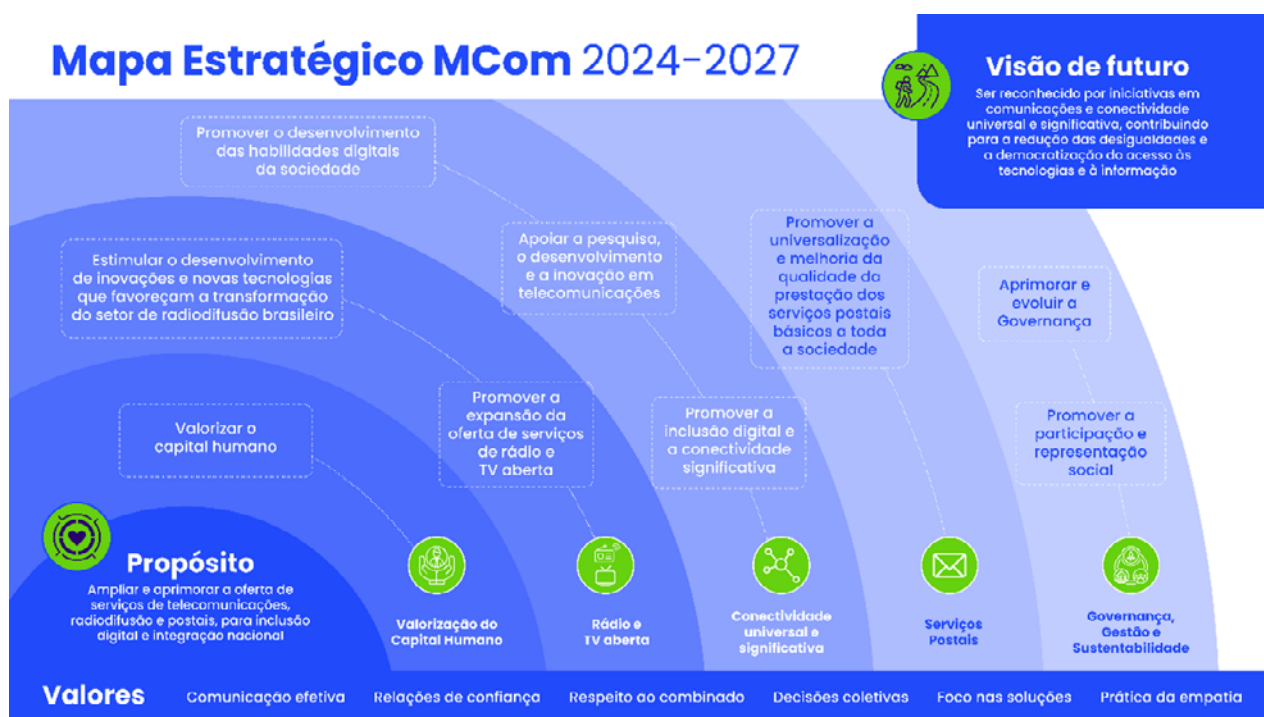 Mapa Estratégico MCom 2024-2027
Visão de futuro
Ser reconhecido por iniciativas em
comunicações e conectividade
universal e significativa, contribuindo
para a redução das desigualdades e
a democratização do acesso às
tecnologias e à informação
Promover o desenvolvimento
das habilidades digitais
da sociedade
Estimular o desenvolvimento
de inovações e novas tecnologias
que favoreçam a transformação
do setor de radiodifusão brasileiro
Apoiar a pesquisa,
o desenvolvimento
e a inovação em
telecomunicações
Promover a
universalização
e melhoria da
qualidade da
prestação dos
serviços postais
básicos a toda
a sociedade
Aprimorar e
evoluir a
Governança
Valorizar o
capital humano
Promover a
expansão da
oferta de serviços
de rádio e
TV aberta
Promover a
inclusão digital e
a conectividade
significativa
Promover a
participação e
representação
social
Propósito
Ampliar e aprimorar a oferta de
serviços de telecomunicações,
radiodifusão e postais, para inclusão
digital e integração nacional
Valorização do
Capital Humano
Rádio e
TV aberta
Conectividade
universal e
significativa
Serviços
Postais
Governança,
Gestão e
Sustentabilidade
Valores
Comunicação efetiva
Relações de confiança
Respeito ao combinado
Decisões coletivas
Foco nas soluções
Prática da empatia